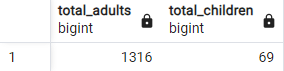 total_adults total_children
bigint bigint
1 1316 69